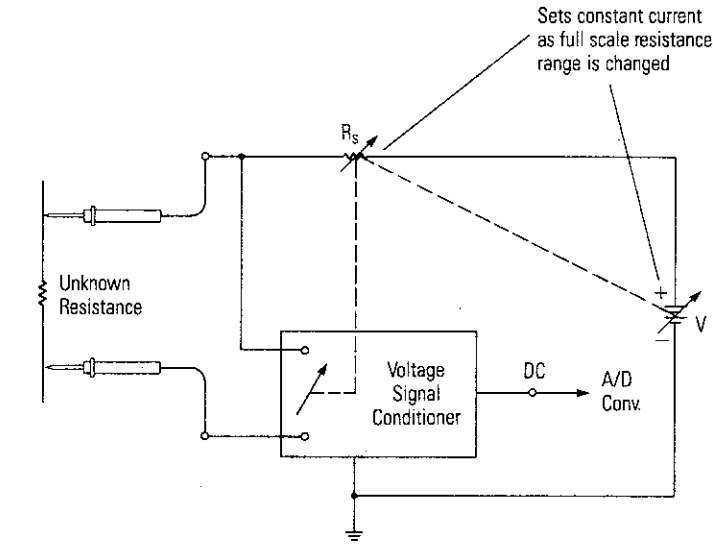 Sets constant current
as full scale resistance
range is changed
Rs
Unknown
Resistance
+
V
−
Voltage
Signal
Conditioner
DC
A/D
Conv.